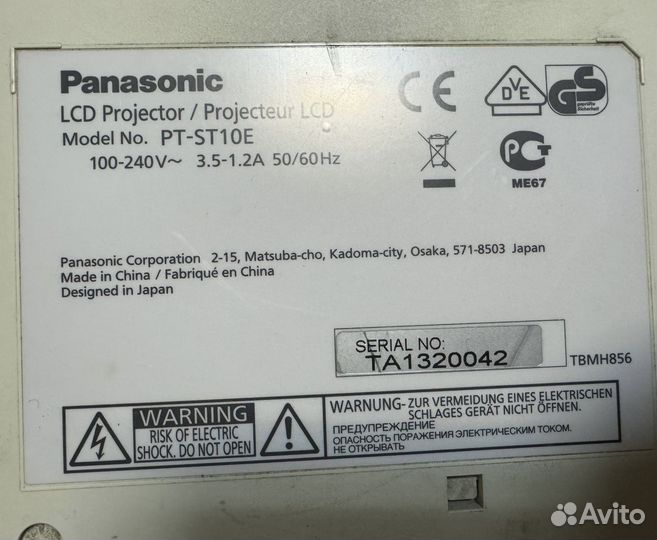 Panasonic
LCD Projector / Projecteur LCD
Model No. PT-ST10E
100-240V~ 3.5-1.2A 50/60Hz
CE
DVE
GS
geprüfte
Sicherheit
ME67
Panasonic Corporation 2-15, Matsuba-cho, Kadoma-city, Osaka, 571-8503 Japan
Made in China / Fabriqué en China
Designed in Japan
SERIAL NO:
TA1320042
TBMH856
WARNING
RISK OF ELECTRIC
SHOCK. DO NOT OPEN
WARNUNG- ZUR VERMEIDUNG EINES ELEKTRISCHEN
SCHLAGES GERÄT NICHT ÖFFNEN.
ПРЕДУПРЕЖДЕНИЕ
ОПАСНОСТЬ ПОРАЖЕНИЯ ЭЛЕКТРИЧЕСКИМ ТОКОМ.
НЕ ОТКРЫВАТЬ
Avito